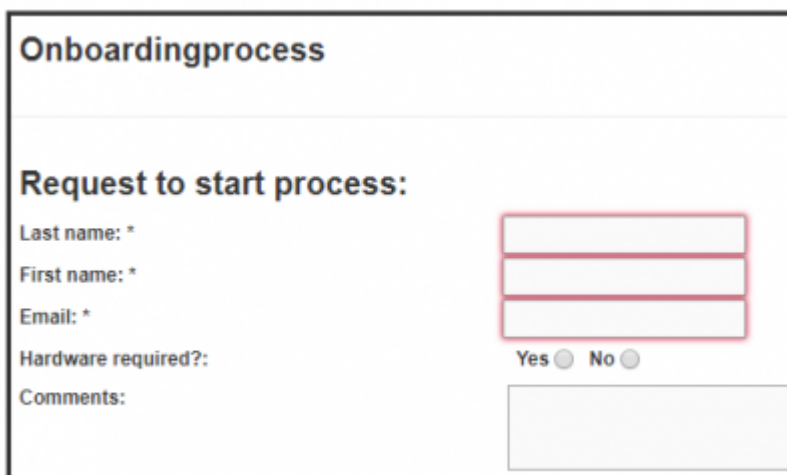 Onboardingprocess
Request to start process:
Last name: *
First name: *
Email: *
Hardware required?: Yes No
Comments: